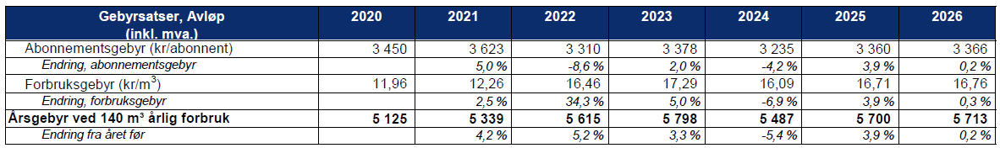 Gebyrsatser, Avløp 2020 2021 2022 2023 2024 2025 2026
(inkl. mva.)
Abonnementsgebyr (kr/abonnent) 3 450 3 623 3 310 3 378 3 235 3 360 3 366
Endring, abonnementsgebyr 5,0 % -8,6 % 2,0 % -4,2 % 3,9 % 0,2 %
Forbruksgebyr (kr/m³) 11,96 12,26 16,46 17,29 16,09 16,71 16,76
Endring, forbruksgebyr 2,5 % 34,3 % 5,0 % -6,9 % 3,9 % 0,3 %
Årsgebyr ved 140 m³ årlig forbruk 5 125 5 339 5 615 5 798 5 487 5 700 5 713
Endring fra året før 4,2 % 5,2 % 3,3 % -5,4 % 3,9 % 0,2 %